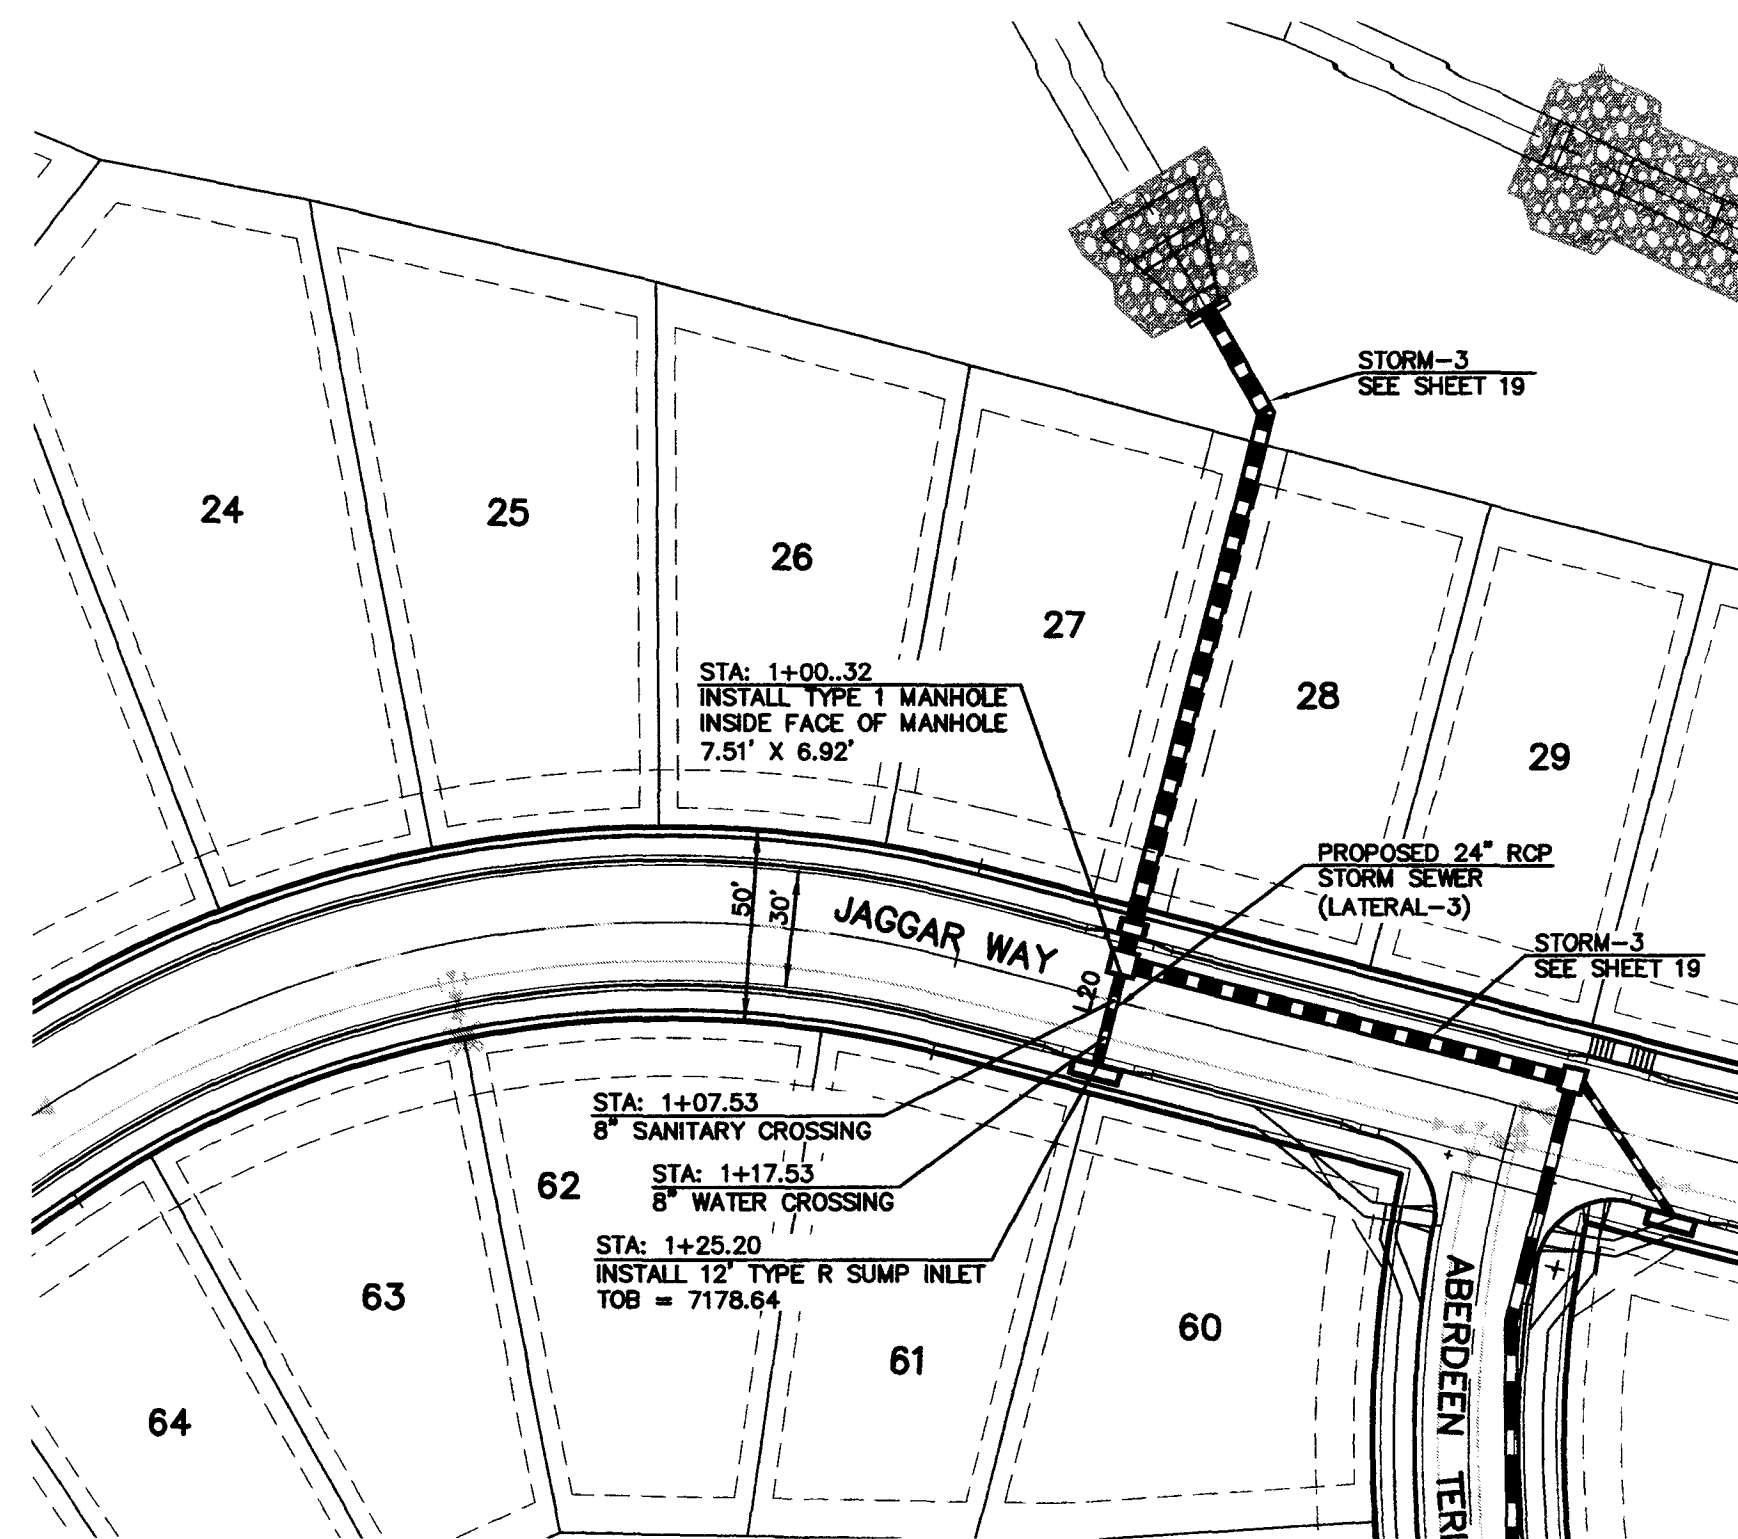 STORM-3
SEE SHEET 19
24
25
26
27
28
29
STA: 1+00..32
INSTALL TYPE 1 MANHOLE
INSIDE FACE OF MANHOLE
7.51' X 6.92'
PROPOSED 24" RCP
STORM SEWER
(LATERAL-3)
STORM-3
SEE SHEET 19
50'
30'
JAGGAR WAY
STA: 1+07.53
8" SANITARY CROSSING
STA: 1+17.53
8" WATER CROSSING
STA: 1+25.20
INSTALL 12' TYPE R SUMP INLET
TOB = 7178.64
62
63
64
61
60
ABERDEEN